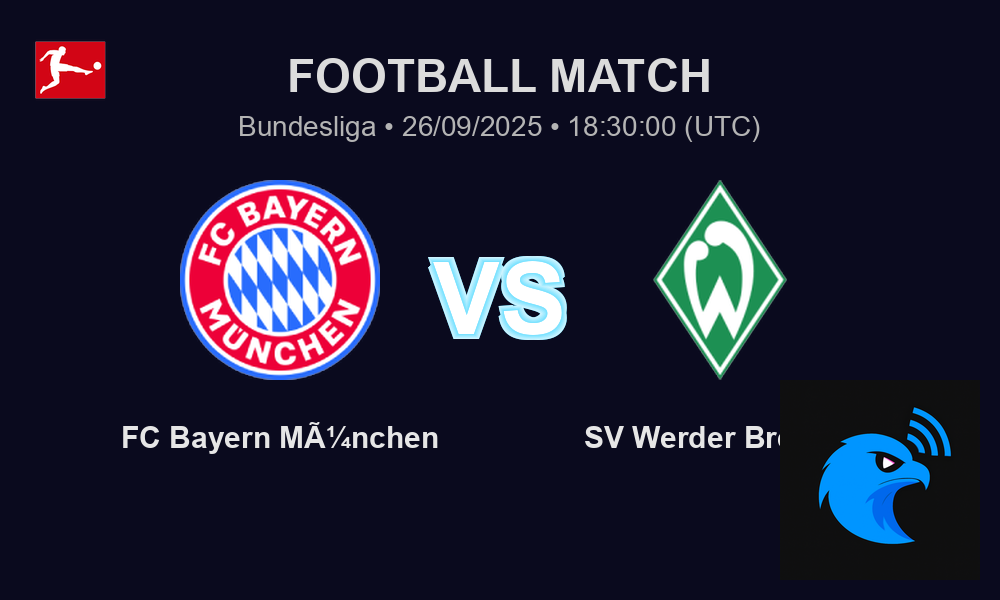 FOOTBALL MATCH
Bundesliga • 26/09/2025 • 18:30:00 (UTC)
FC BAYERN
MÜNCHEN
VS
FC Bayern MÃ¼nchen
SV Werder